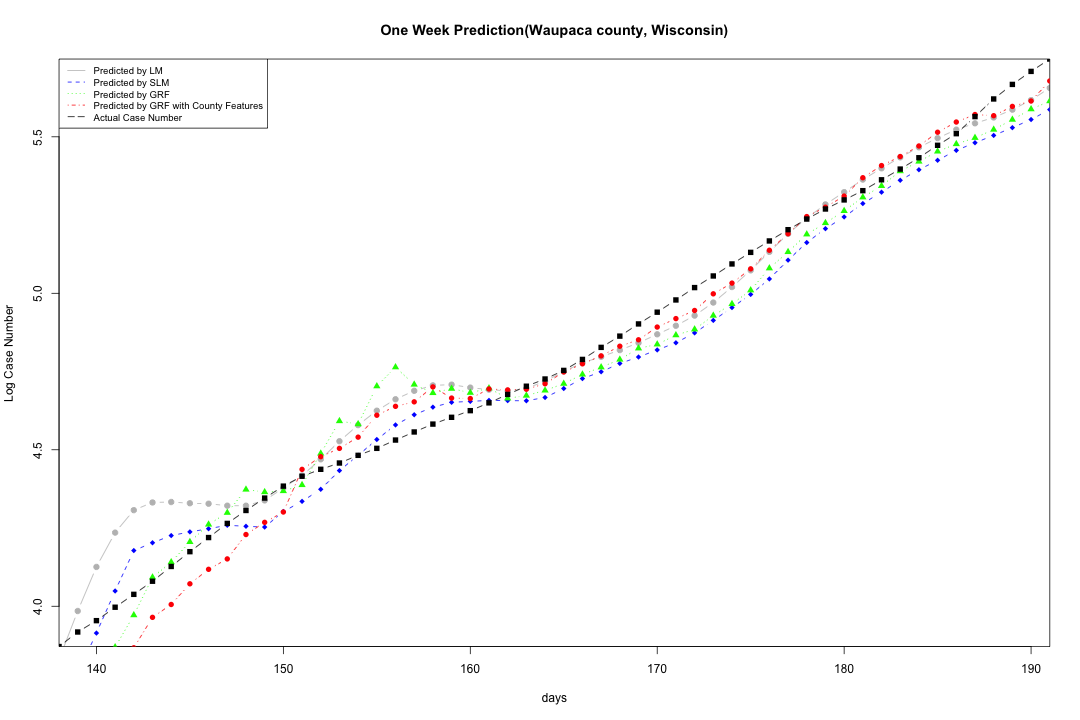 One Week Prediction(Waupaca county, Wisconsin)
Predicted by LM
Predicted by SLM
Predicted by GRF
Predicted by GRF with County Features
Actual Case Number
Log Case Number
5.5
5.0
4.5
4.0
140 150 160 170 180 190
days